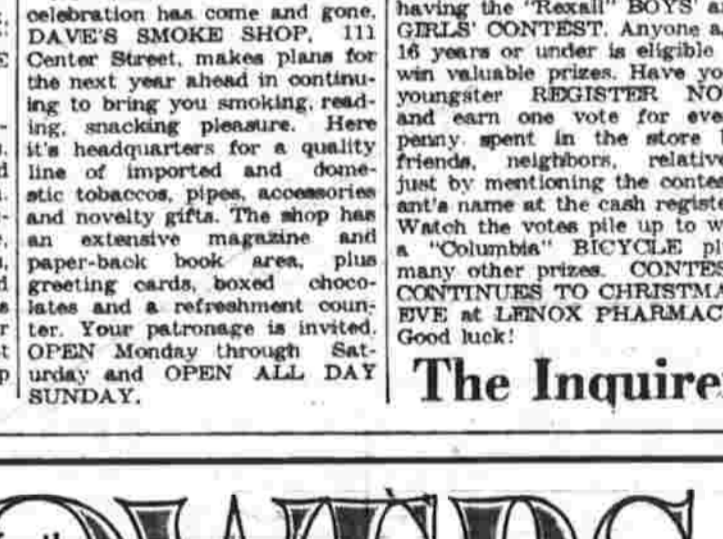 celebration has come and gone.
DAVE'S SMOKE SHOP, 111
Center Street, makes plans for
the next year ahead in continu-
ing to bring you smoking, read-
ing, snacking pleasure. Here
it's headquarters for a quality
line of imported and dome-
stic tobaccos, pipes, accessories
and novelty gifts. The shop has
an extensive magazine and
paper-back book area, plus
greeting cards, boxed choco-
lates and a refreshment coun-
ter. Your patronage is invited.
OPEN Monday through Sat-
urday and OPEN ALL DAY
SUNDAY.
having the "Rexall" BOYS'
GIRLS' CONTEST. Anyone
16 years or under is eligible
win valuable prizes. Have
youngster REGISTER
and earn one vote for
penny spent in the store
friends, neighbors,
just by mentioning the
ant's name at the cash
Watch the votes pile up to
a "Columbia" BICYCLE
many other prizes.
CONTINUES TO
EVE at LENOX
Good luck!
The